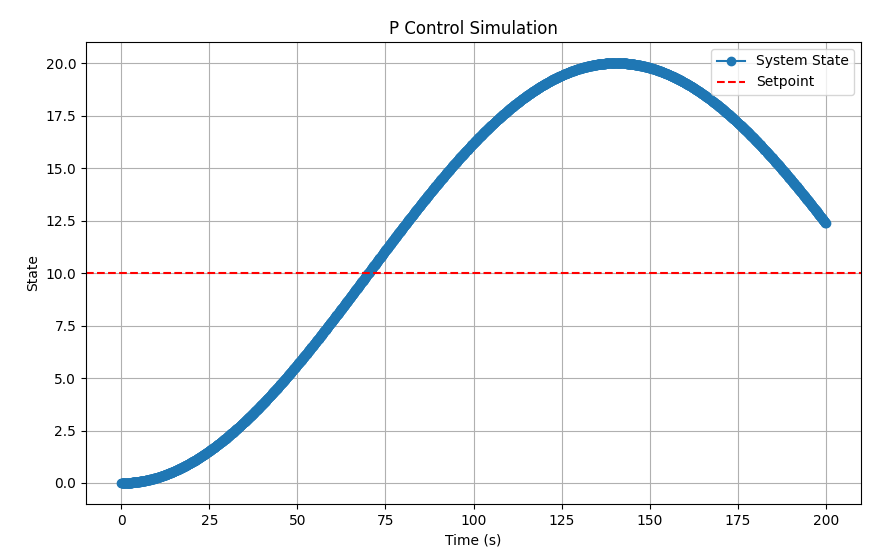 P Control Simulation
System State
Setpoint
20.0
17.5
15.0
12.5
10.0
7.5
5.0
2.5
0.0
State
0 25 50 75 100 125 150 175 200
Time (s)